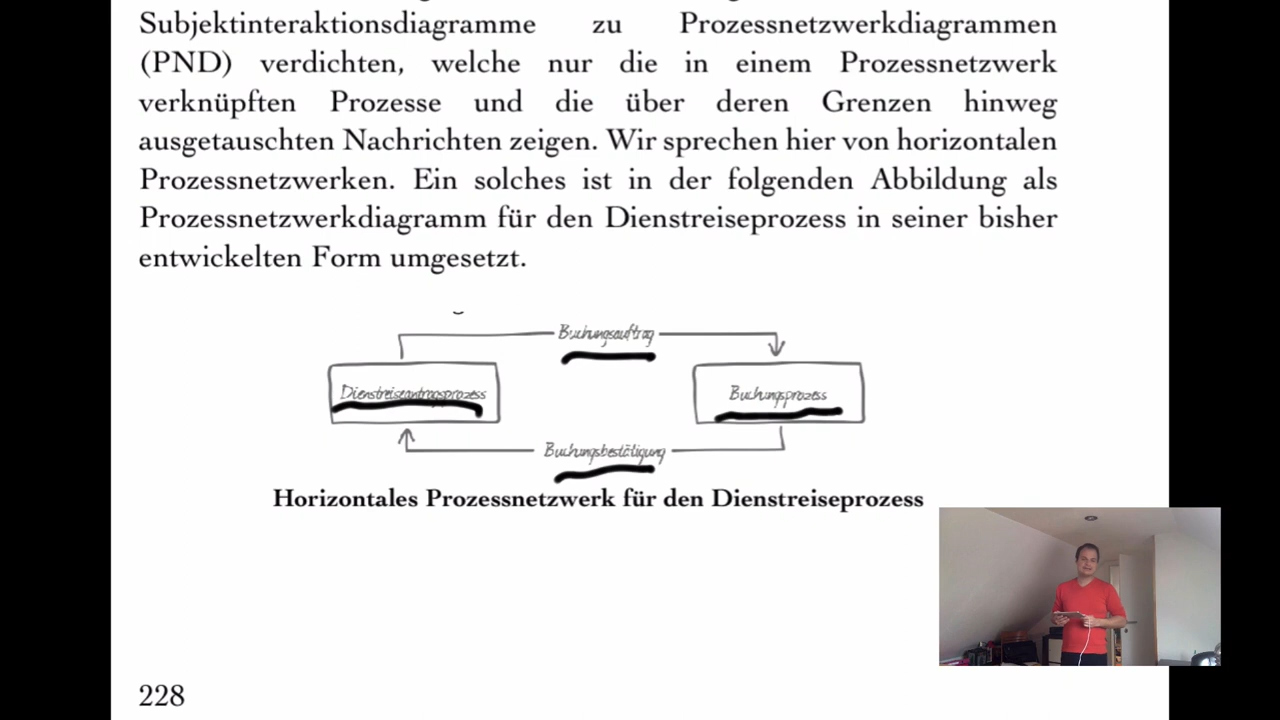 Subjektinteraktionsdiagramme zu Prozessnetzwerkdiagrammen
(PND) verdichten, welche nur die in einem Prozessnetzwerk
verknüpften Prozesse und die über deren Grenzen hinweg
ausgetauschten Nachrichten zeigen. Wir sprechen hier von horizontalen
Prozessnetzwerken. Ein solches ist in der folgenden Abbildung als
Prozessnetzwerkdiagramm für den Dienstreiseprozess in seiner bisher
entwickelten Form umgesetzt.
Buchungsauftrag
Dienstreiseantragsprozess
Buchungsprozess
Buchungsbestätigung
Horizontales Prozessnetzwerk für den Dienstreiseprozess
228